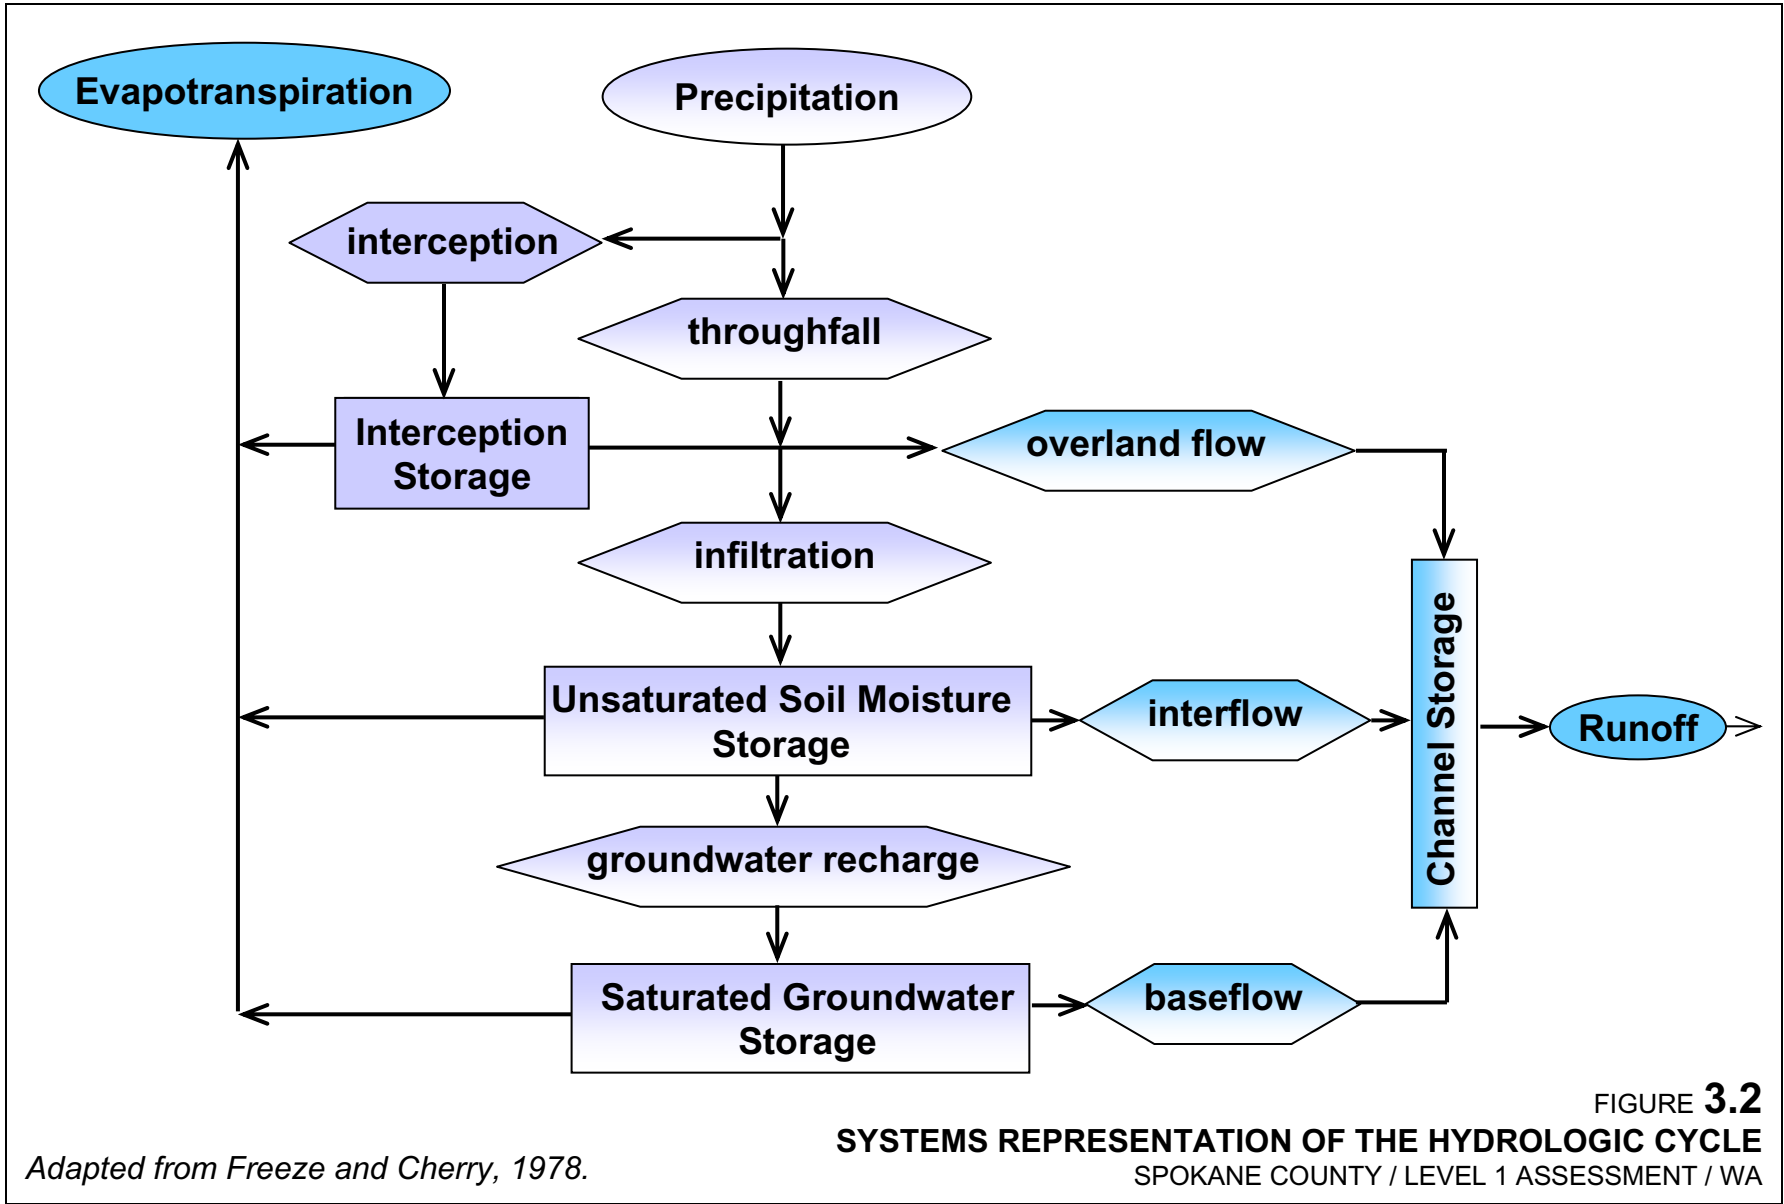 Evapotranspiration
Precipitation
interception
throughfall
Interception
Storage
overland flow
infiltration
Unsaturated Soil Moisture
Storage
interflow
Channel Storage
Runoff
groundwater recharge
Saturated Groundwater
Storage
baseflow
FIGURE 3.2
SYSTEMS REPRESENTATION OF THE HYDROLOGIC CYCLE
SPOKANE COUNTY / LEVEL 1 ASSESSMENT / WA
Adapted from Freeze and Cherry, 1978.